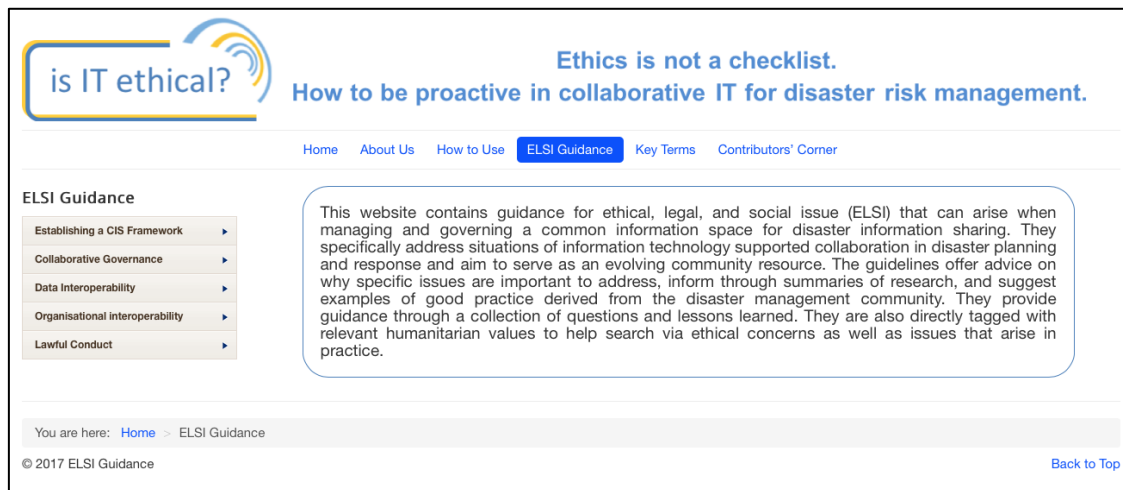 is IT ethical?
Ethics is not a checklist.
How to be proactive in collaborative IT for disaster risk management.
Home About Us How to Use ELSI Guidance Key Terms Contributors' Corner
ELSI Guidance
Establishing a CIS Framework
Collaborative Governance
Data Interoperability
Organisational interoperability
Lawful Conduct
This website contains guidance for ethical, legal, and social issue (ELSI) that can arise when
managing and governing a common information space for disaster information sharing. They
specifically address situations of information technology supported collaboration in disaster planning
and response and aim to serve as an evolving community resource. The guidelines offer advice on
why specific issues are important to address, inform through summaries of research, and suggest
examples of good practice derived from the disaster management community. They provide
guidance through a collection of questions and lessons learned. They are also directly tagged with
relevant humanitarian values to help search via ethical concerns as well as issues that arise in
practice.
You are here: Home > ELSI Guidance
© 2017 ELSI Guidance
Back to Top